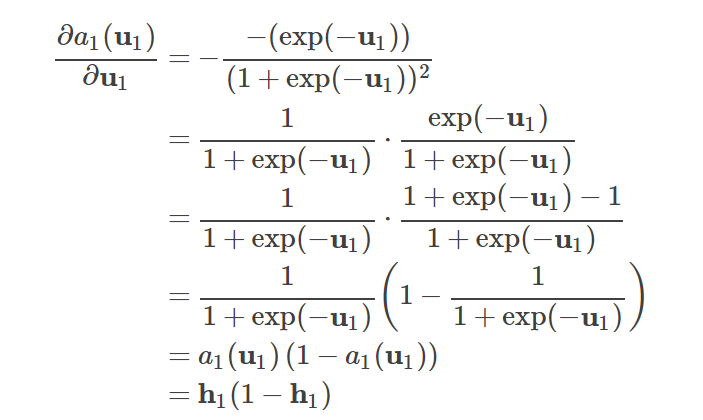 ∂a₁(𝐮₁)/∂𝐮₁ = − −(exp(−𝐮₁))/(1 + exp(−𝐮₁))²
= 1/(1 + exp(−𝐮₁)) · exp(−𝐮₁)/(1 + exp(−𝐮₁))
= 1/(1 + exp(−𝐮₁)) · (1 + exp(−𝐮₁) − 1)/(1 + exp(−𝐮₁))
= 1/(1 + exp(−𝐮₁)) (1 − 1/(1 + exp(−𝐮₁)))
= a₁(𝐮₁)(1 − a₁(𝐮₁))
= 𝐡₁(1 − 𝐡₁)